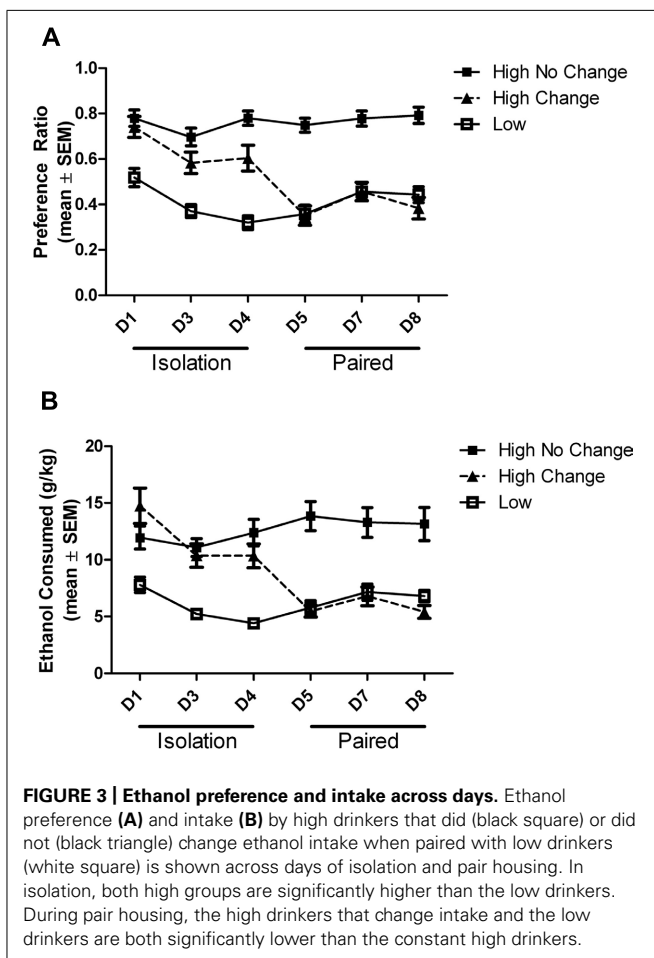 A
Preference Ratio
(mean ± SEM)
1.0
0.8
0.6
0.4
0.2
0.0
D1
D3
D4
D5
D7
D8
Isolation
Paired
High No Change
High Change
Low
B
Ethanol Consumed (g/kg)
(mean ± SEM)
20
15
10
5
0
D1
D3
D4
D5
D7
D8
Isolation
Paired
High No Change
High Change
Low
FIGURE 3 | Ethanol preference and intake across days. Ethanol
preference (A) and intake (B) by high drinkers that did (black square) or did
not (black triangle) change ethanol intake when paired with low drinkers
(white square) is shown across days of isolation and pair housing. In
isolation, both high groups are significantly higher than the low drinkers.
During pair housing, the high drinkers that change intake and the low
drinkers are both significantly lower than the constant high drinkers.